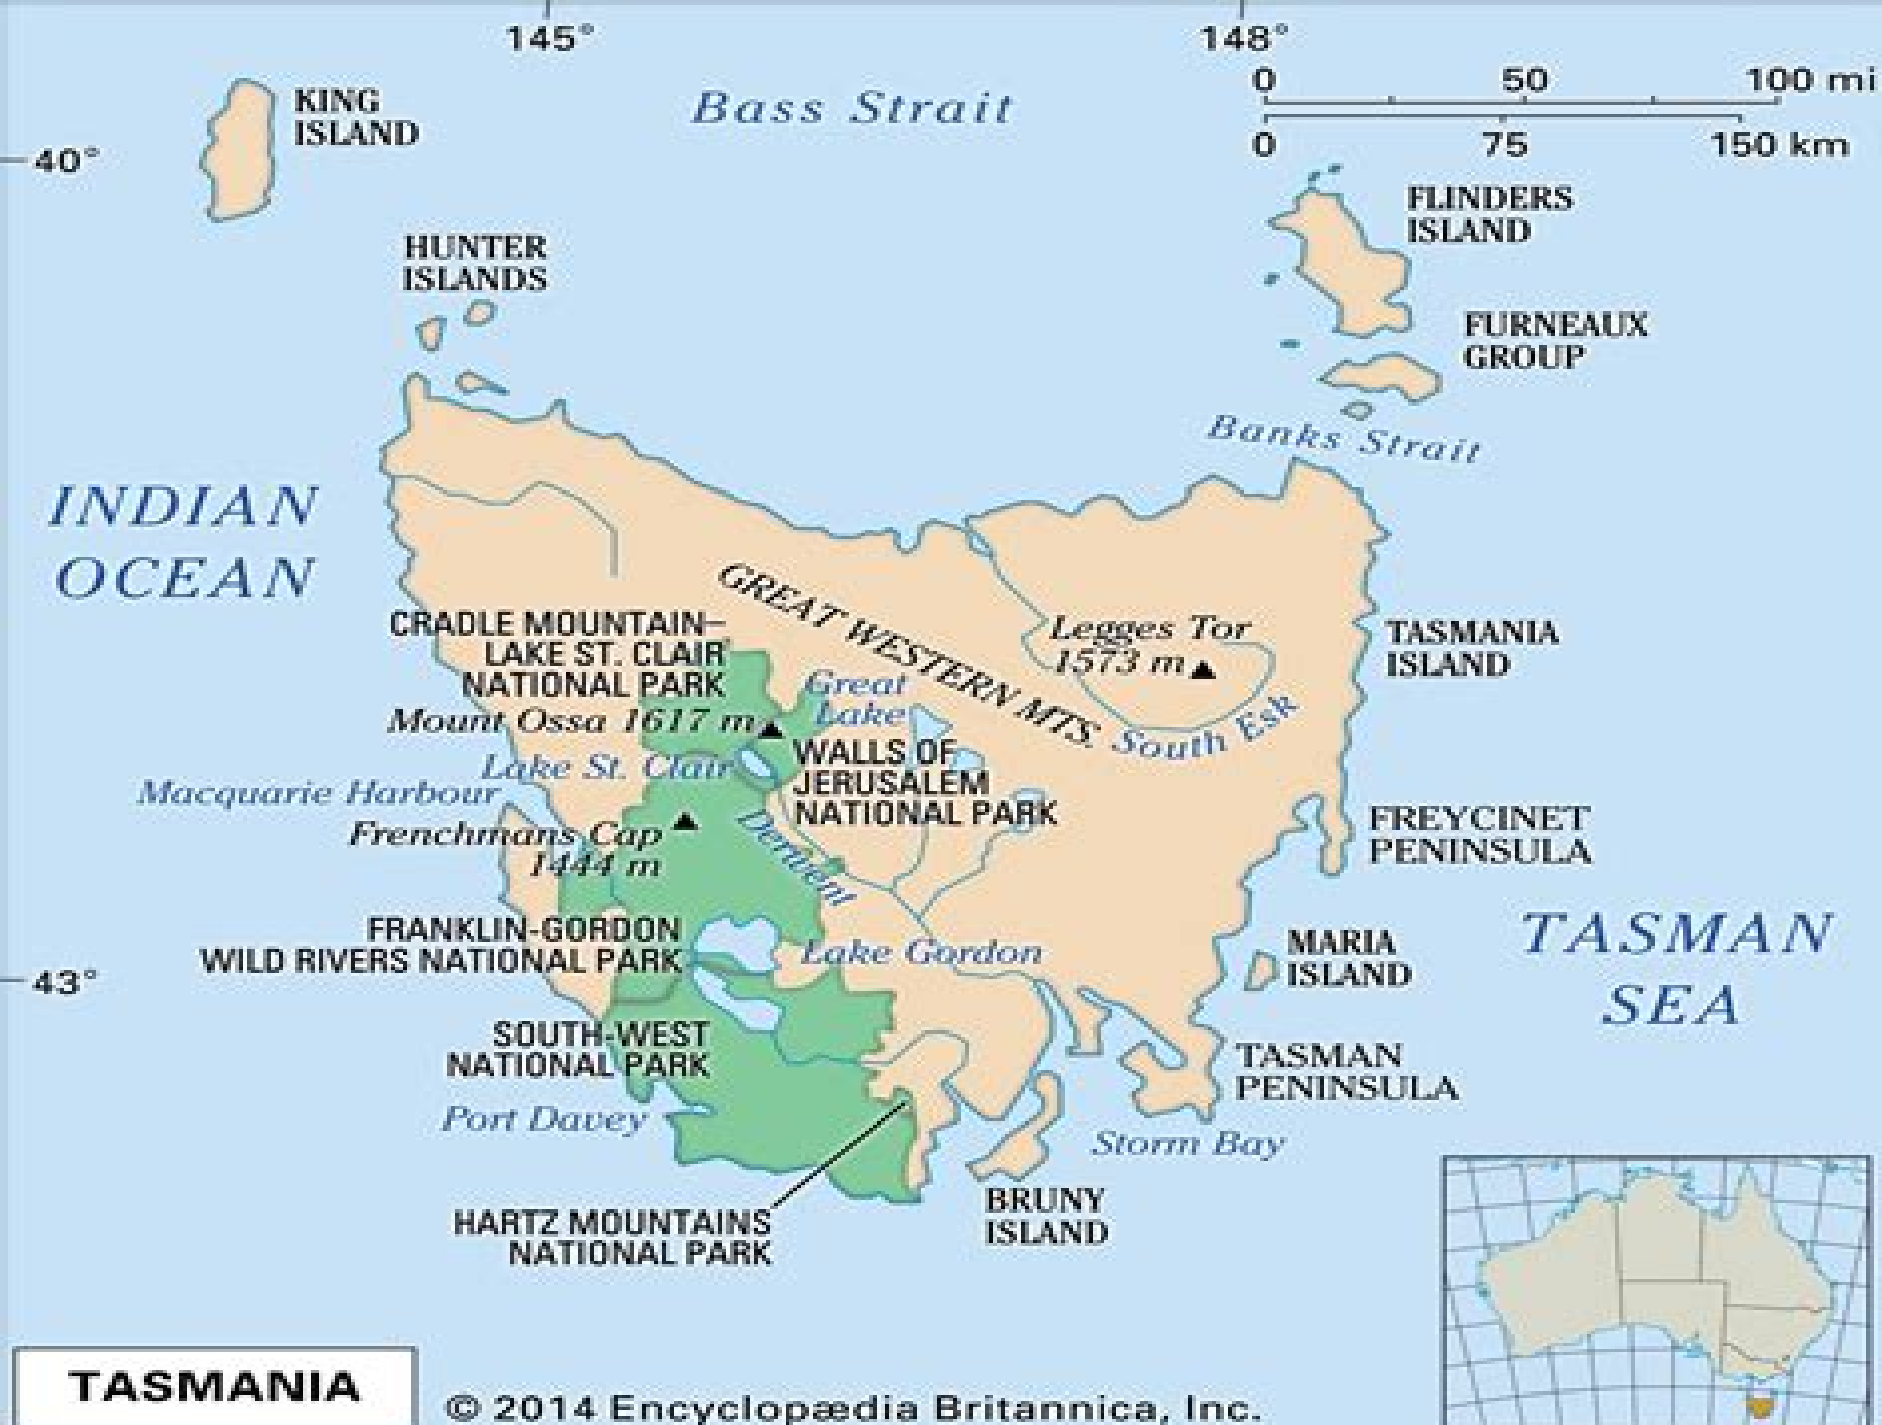 145°
148°
0 50 100 mi
0 75 150 km
KING
ISLAND
Bass Strait
40°
FLINDERS
ISLAND
HUNTER
ISLANDS
FURNEAUX
GROUP
Banks Strait
INDIAN
OCEAN
GREAT WESTERN MTS.
CRADLE MOUNTAIN–
LAKE ST. CLAIR
NATIONAL PARK
Legges Tor
1573 m
TASMANIA
ISLAND
Great
Lake
Mount Ossa 1617 m
South Esk
WALLS OF
JERUSALEM
NATIONAL PARK
Lake St. Clair
Macquarie Harbour
Frenchmans Cap
1444 m
Derwent
FREYCINET
PENINSULA
FRANKLIN-GORDON
WILD RIVERS NATIONAL PARK
Lake Gordon
MARIA
ISLAND
TASMAN
SEA
43°
SOUTH-WEST
NATIONAL PARK
TASMAN
PENINSULA
Port Davey
Storm Bay
BRUNY
ISLAND
HARTZ MOUNTAINS
NATIONAL PARK
TASMANIA
© 2014 Encyclopædia Britannica, Inc.